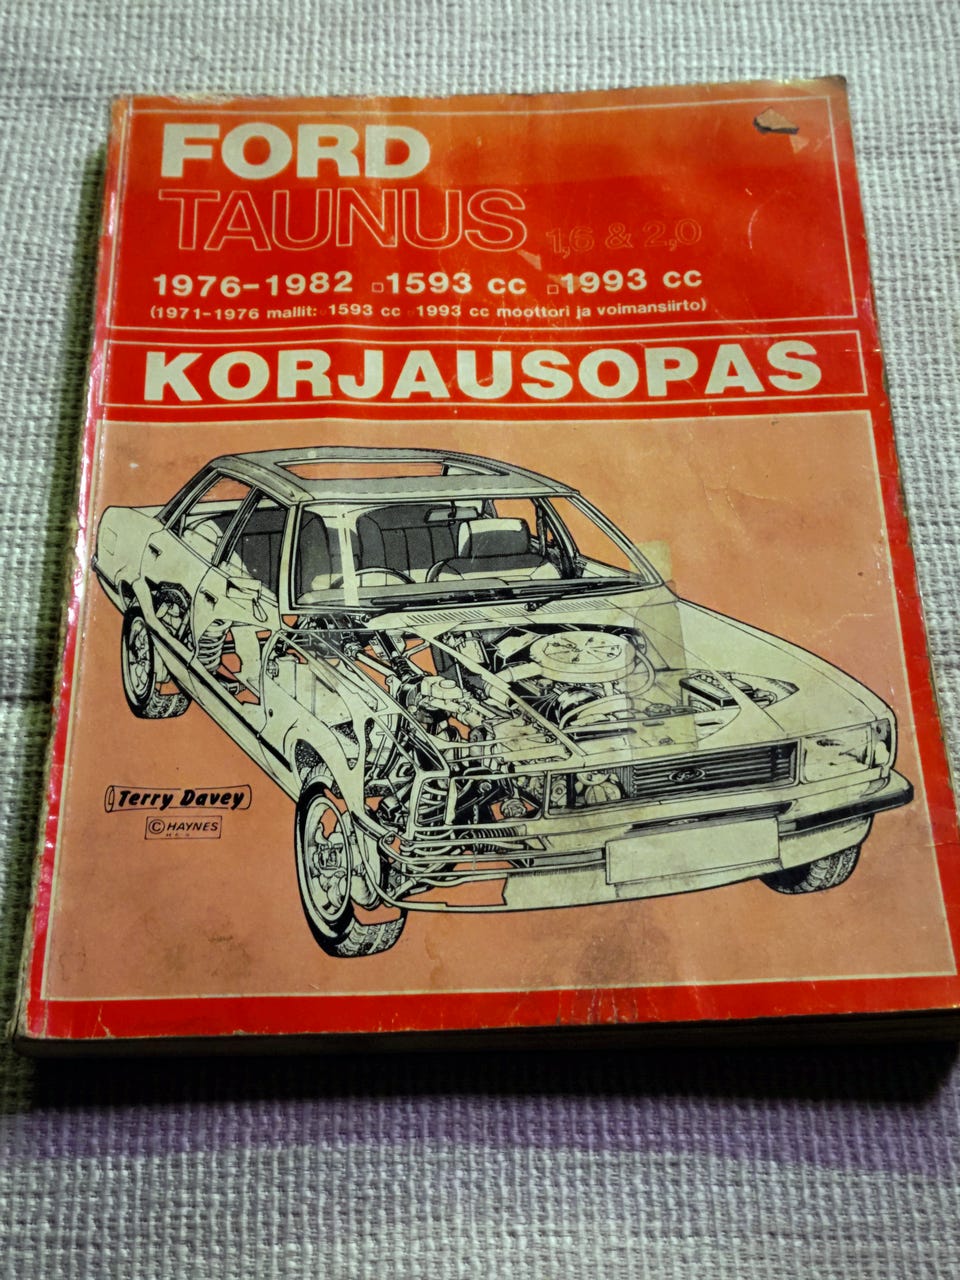 FORD
TAUNUS 1,6 & 2,0
1976-1982 ▫1593 cc ▫1993 cc
(1971-1976 mallit: ▫1593 cc ▫1993 cc moottori ja voimansiirto)
KORJAUSOPAS
Ford
Terry Davey
© HAYNES